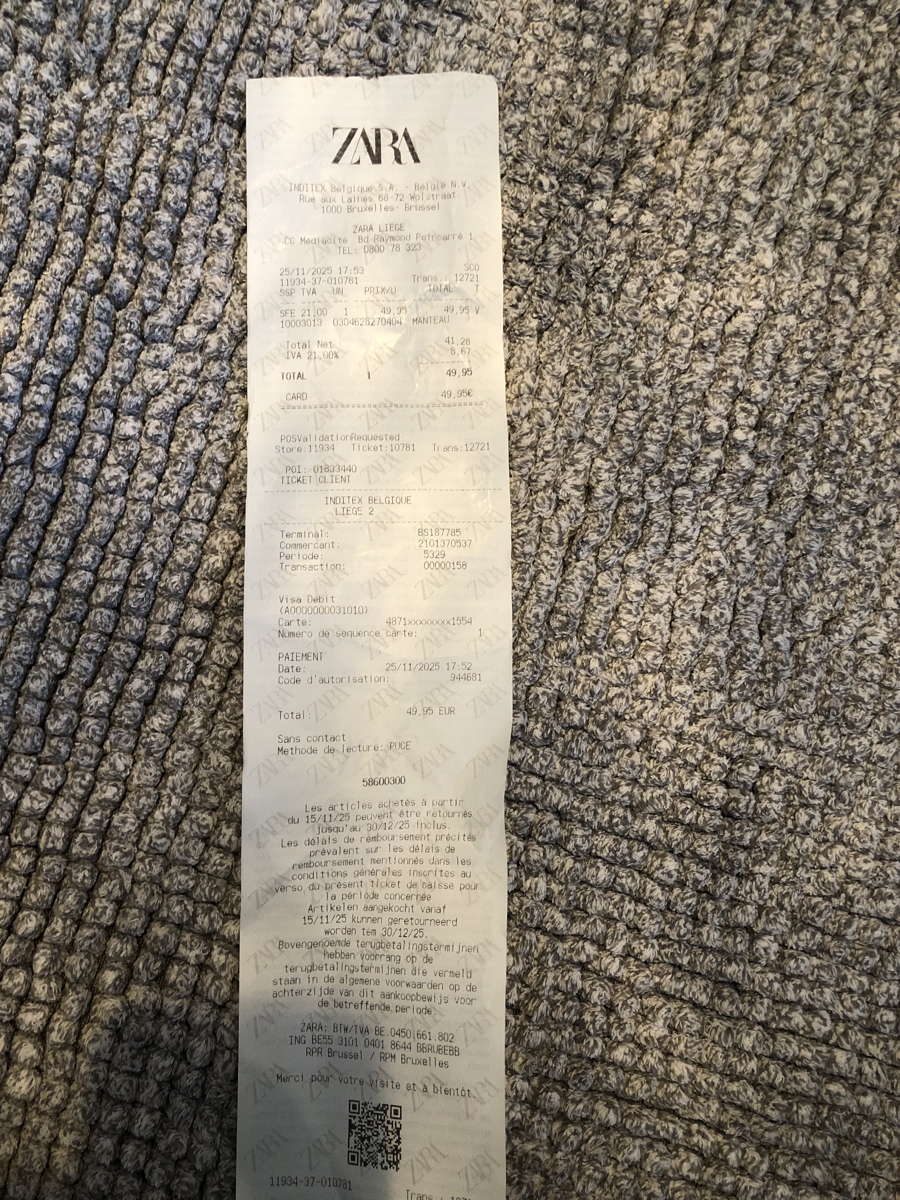 ZARA
INDITEX Belgique S.A. - België N.V.
Rue aux Laines 68-72 Wolstraat
1000 Bruxelles- Brussel
ZARA LIEGE
CC Médiacité Bd Raymond Poincarré 1
TEL: 0800 78 323
25/11/2025 17:53 SCO
11934-37-010781 Trans.: 12721
SSP TVA UN PRIX/U TOTAL T
SFE 21,00 1 49,95 49,95 V
10003013 0304628270404 MANTEAU
Total Net 41,28
IVA 21,00% 8,67
TOTAL 1 49,95
CARD 49,95€
POSValidationRequested
Store:11934 Ticket:10781 Trans:12721
POI: 01833440
TICKET CLIENT
INDITEX BELGIQUE
LIEGE 2
Terminal: BS187785
Commercant: 2101370537
Periode: 5329
Transaction: 00000158
Visa Debit
(A0000000031010)
Carte: 4871xxxxxxxx1554
Numero de sequence carte: 1
PAIEMENT
Date: 25/11/2025 17:52
Code d'autorisation: 944681
Total: 49,95 EUR
Sans contact
Methode de lecture: PUCE
58600300
Les articles achetés à partir
du 15/11/25 peuvent être retournés
jusqu'au 30/12/25 inclus.
Les délais de remboursement précités
prévalent sur les délais de
remboursement mentionnés dans les
conditions générales inscrites au
verso du présent ticket de caisse pour
la période concernée
Artikelen aangekocht vanaf
15/11/25 kunnen geretourneerd
worden tem 30/12/25.
Bovengenoemde terugbetalingstermijnen
hebben voorrang op de
terugbetalingstermijnen die vermeld
staan in de algemene voorwaarden op de
achterzijde van dit aankoopbewijs voor
de betreffende periode
ZARA: BTW/TVA BE.0450.661.802
ING BE55 3101 0401 8644 BBRUBEBB
RPR Brussel / RPM Bruxelles
Merci pour votre visite et à bientôt.
11934-37-010781